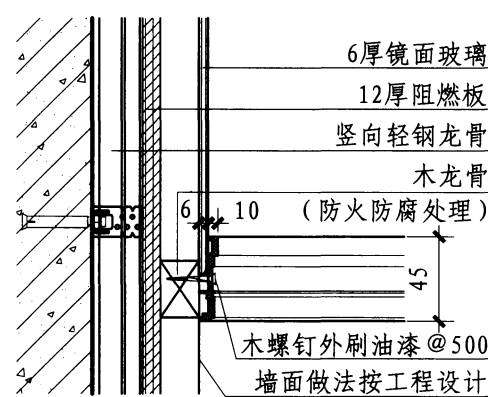 6厚镜面玻璃
12厚阻燃板
竖向轻钢龙骨
木龙骨
6 10 (防火防腐处理)
45
木螺钉外刷油漆@500
墙面做法按工程设计